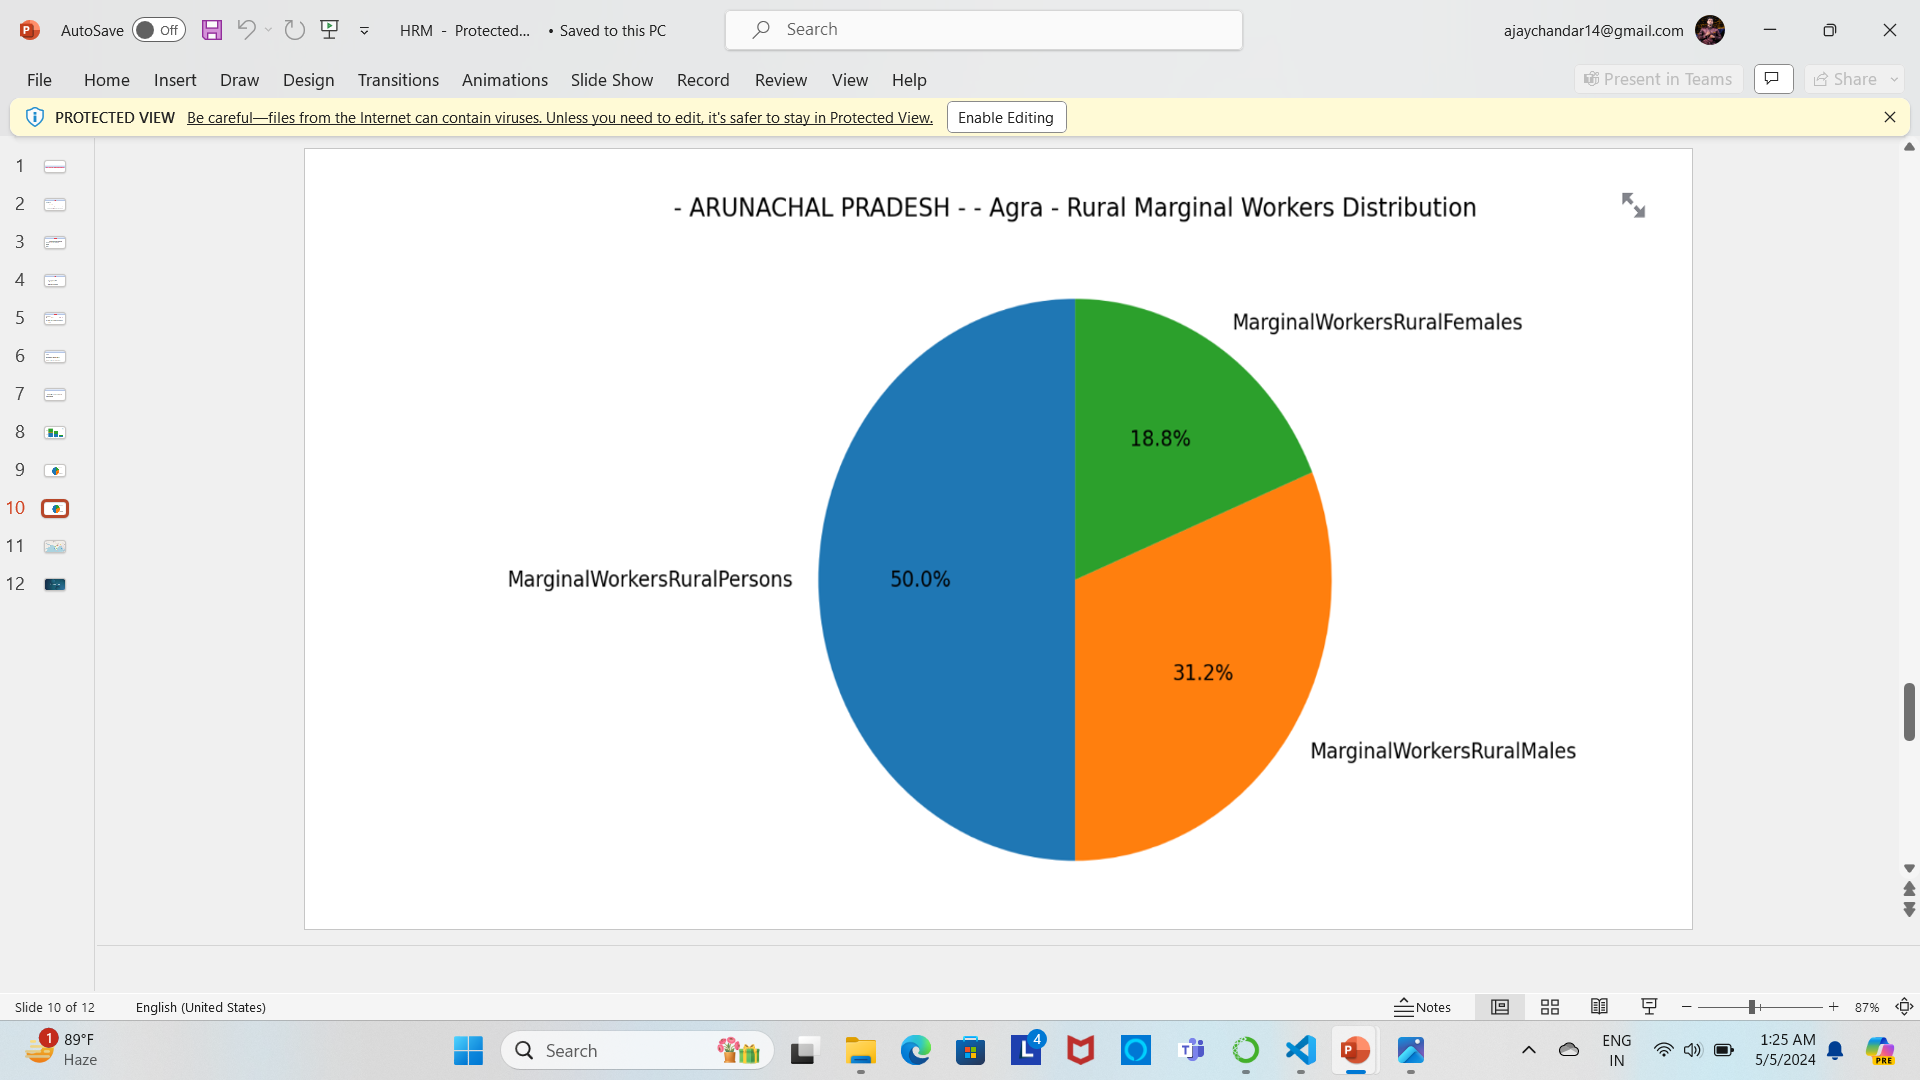 AutoSave Off HRM - Protected... • Saved to this PC Search ajaychandar14@gmail.com
File Home Insert Draw Design Transitions Animations Slide Show Record Review View Help Present in Teams Share
PROTECTED VIEW Be careful—files from the Internet can contain viruses. Unless you need to edit, it's safer to stay in Protected View. Enable Editing
1
2
3
4
5
6
7
8
9
10
11
12
- ARUNACHAL PRADESH - - Agra - Rural Marginal Workers Distribution
MarginalWorkersRuralFemales
18.8%
MarginalWorkersRuralPersons
50.0%
31.2%
MarginalWorkersRuralMales
Slide 10 of 12 English (United States) Notes 87%
1
89°F
Haze
Search
4
ENG
IN
1:25 AM
5/5/2024
PRE